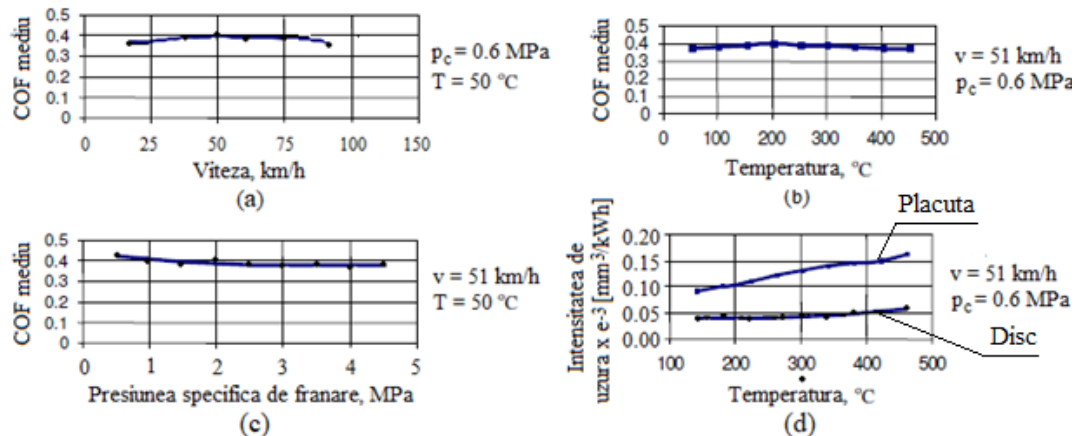 0.5
0.4
0.3
0.2
0.1
0
COF mediu
0 25 50 75 100 125 150
Viteza, km/h
(a)
p_c = 0.6 MPa
T = 50 °C
0.5
0.4
0.3
0.2
0.1
0
COF mediu
0 100 200 300 400 500
Temperatura, °C
(b)
v = 51 km/h
p_c = 0.6 MPa
0.5
0.4
0.3
0.2
0.1
0
COF mediu
0 1 2 3 4 5
Presiunea specifica de franare, MPa
(c)
v = 51 km/h
T = 50 °C
Placuta
0.20
0.15
0.10
0.05
0.00
Intensitatea de
uzura x e-3 [mm³/kWh]
100 200 300 400 500
Temperatura, °C
(d)
v = 51 km/h
p_c = 0.6 MPa
Disc